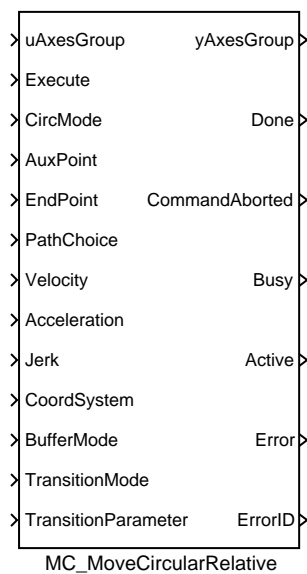 uAxesGroup yAxesGroup
Execute
CircMode Done
AuxPoint
EndPoint CommandAborted
PathChoice
Velocity Busy
Acceleration
Jerk Active
CoordSystem
BufferMode Error
TransitionMode
TransitionParameter ErrorID
MC_MoveCircularRelative